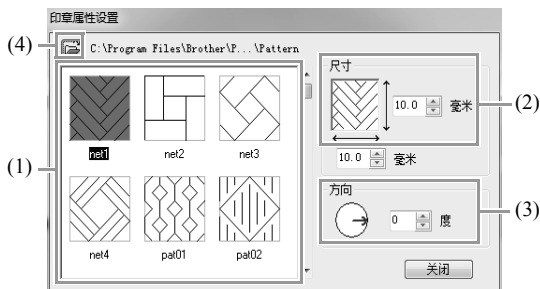 印章属性设置
(4)
C:\Program Files\Brother\P...\Pattern
(1)
net1
net2
net3
net4
pat01
pat02
尺寸
10.0 毫米
(2)
10.0 毫米
方向
0 度
(3)
关闭